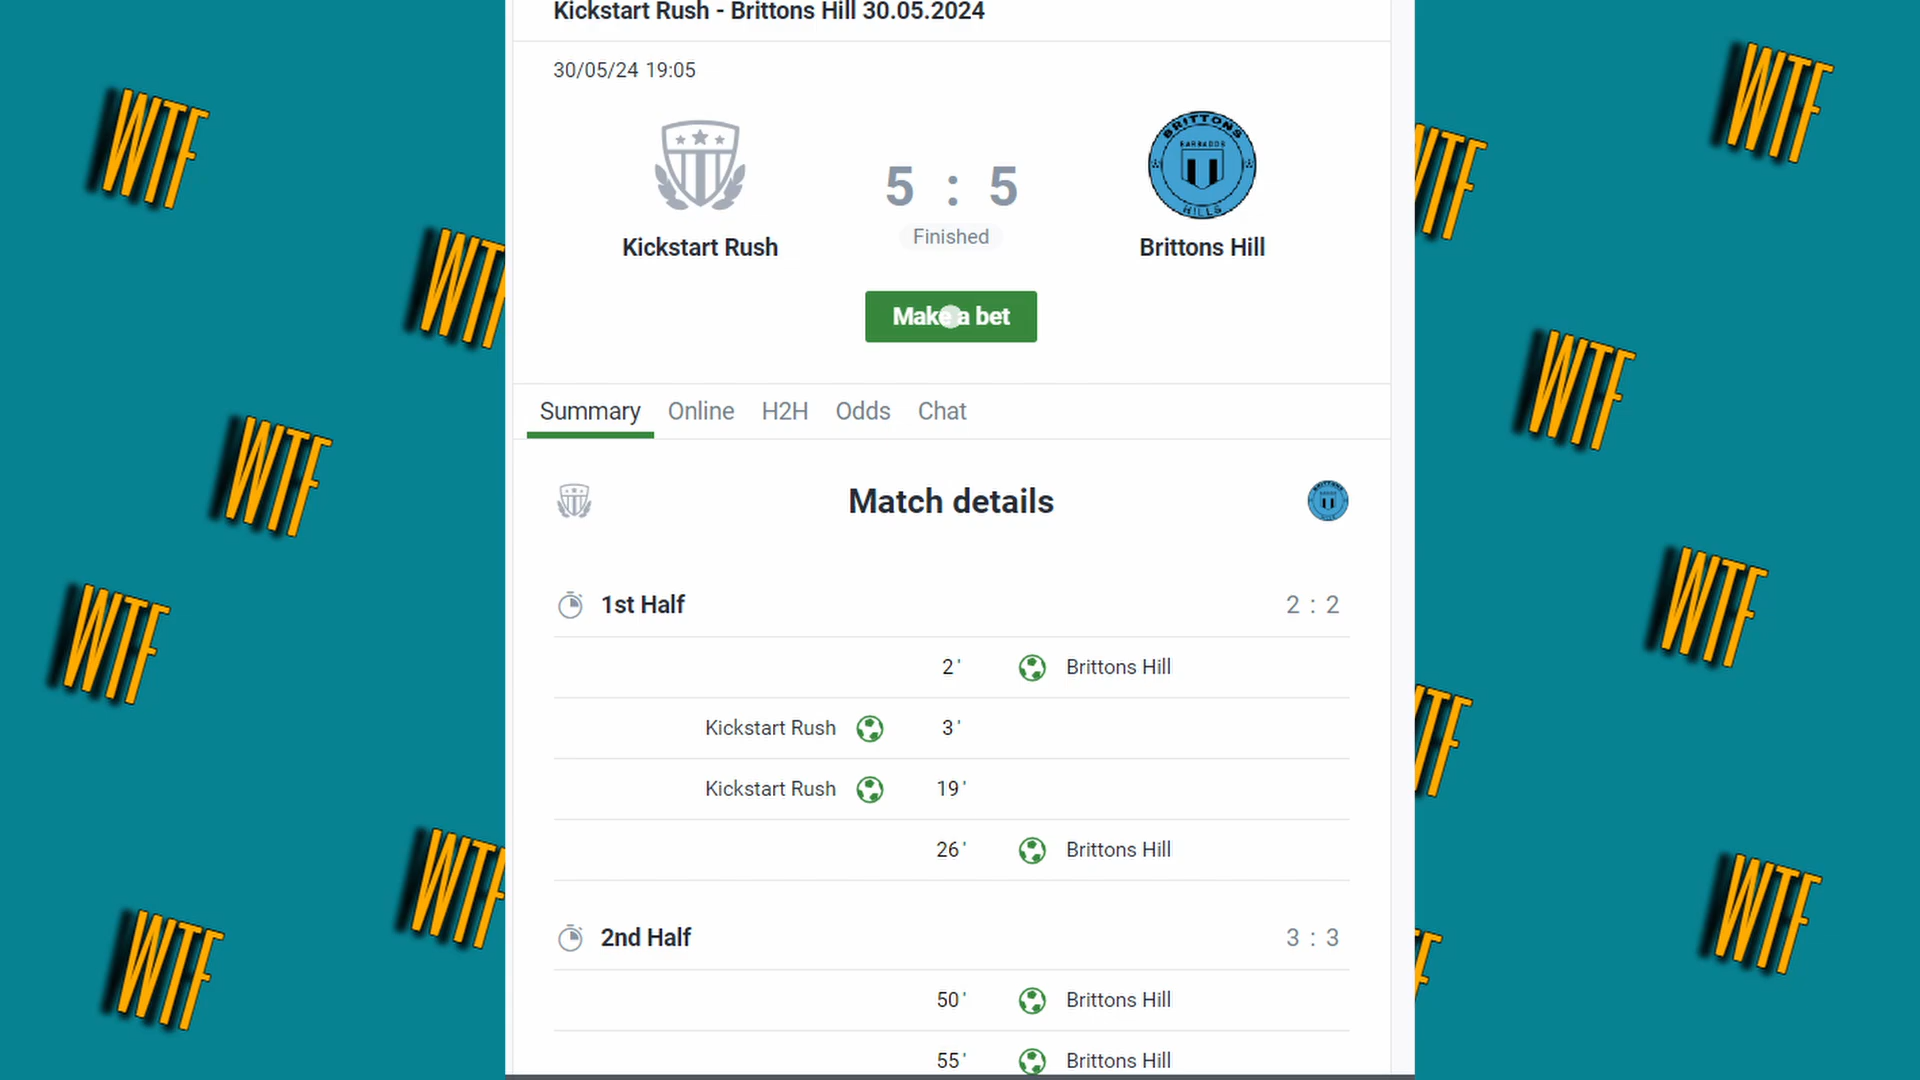 Kickstart Rush - Brittons Hill 30.05.2024
30/05/24 19:05
BRITTONS
BARBADOS
HILLS
5 : 5
Finished
Kickstart Rush
Brittons Hill
Make a bet
Summary Online H2H Odds Chat
Match details
1st Half 2 : 2
2' Brittons Hill
Kickstart Rush 3'
Kickstart Rush 19'
26' Brittons Hill
2nd Half 3 : 3
50' Brittons Hill
55' Brittons Hill
WTF
WTF
WTF
WTF
WTF
WTF
WTF
WTF
WTF
WTF
WTF
WTF